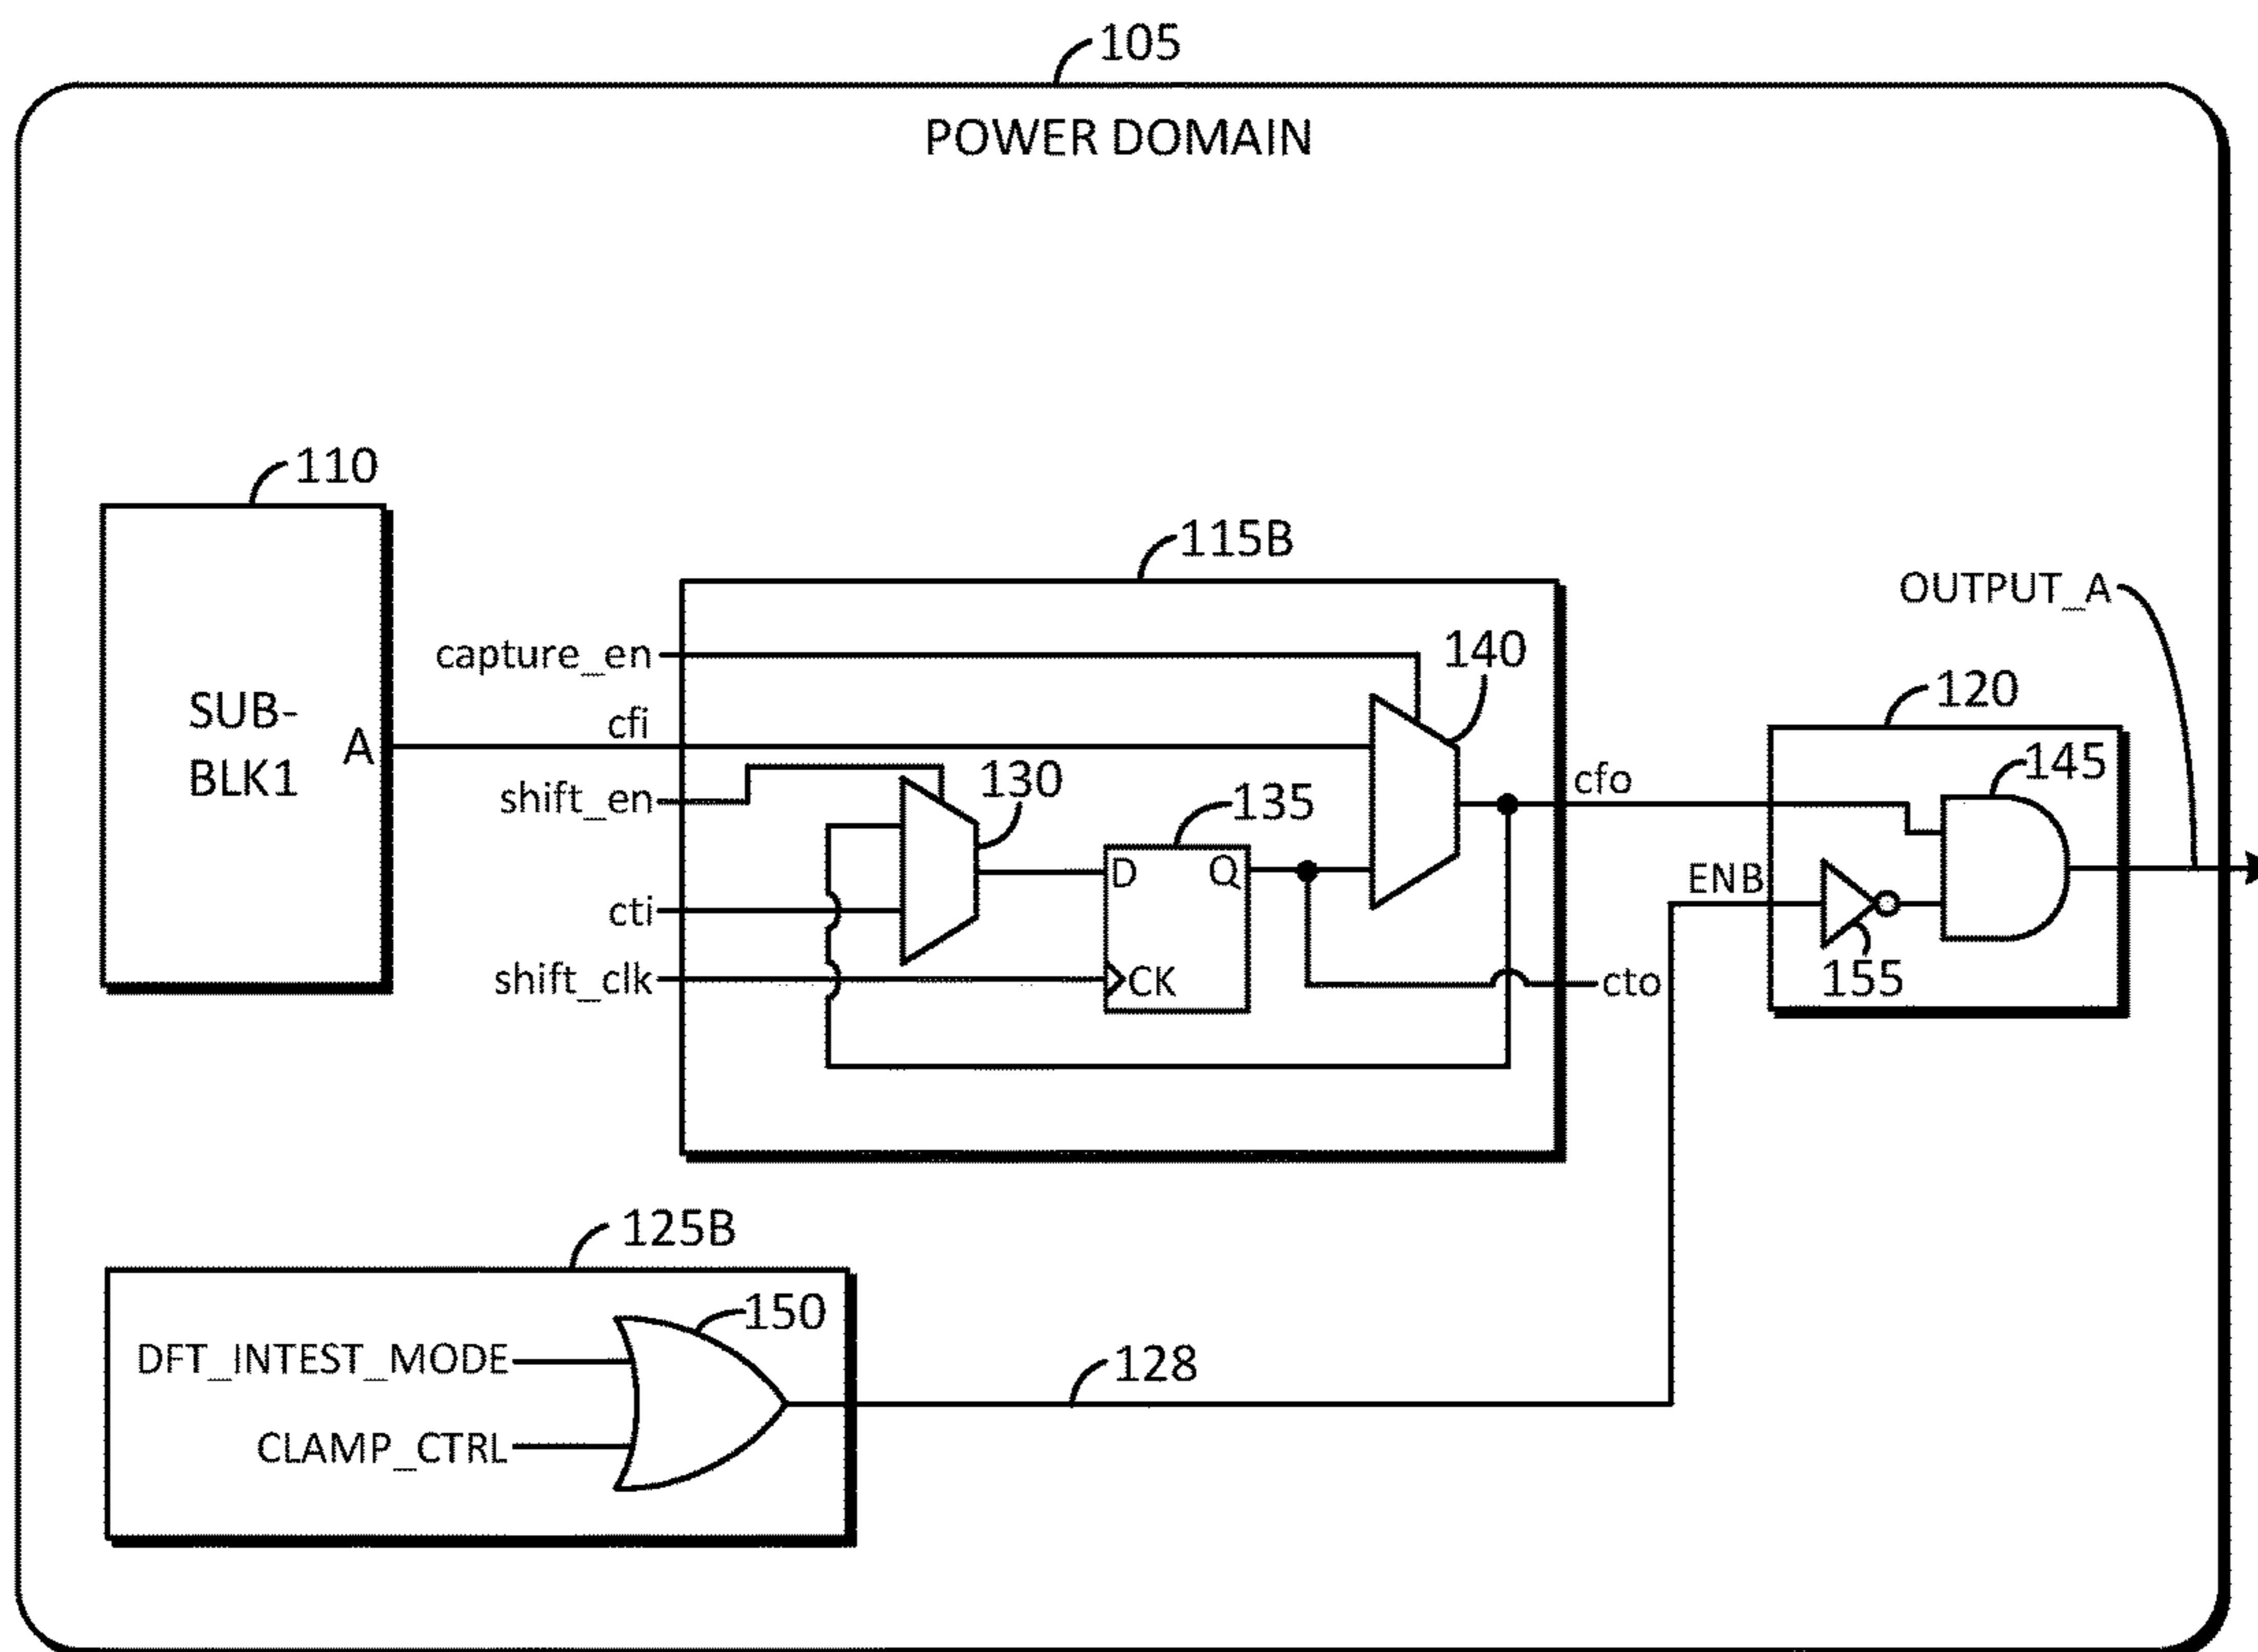 105
POWER DOMAIN
110
SUB-
BLK1
A
115B
capture_en
cfi
shift_en
cti
shift_clk
130
135
D
Q
CK
140
cfo
cto
OUTPUT_A
120
145
ENB
155
125B
150
DFT_INTEST_MODE
CLAMP_CTRL
128